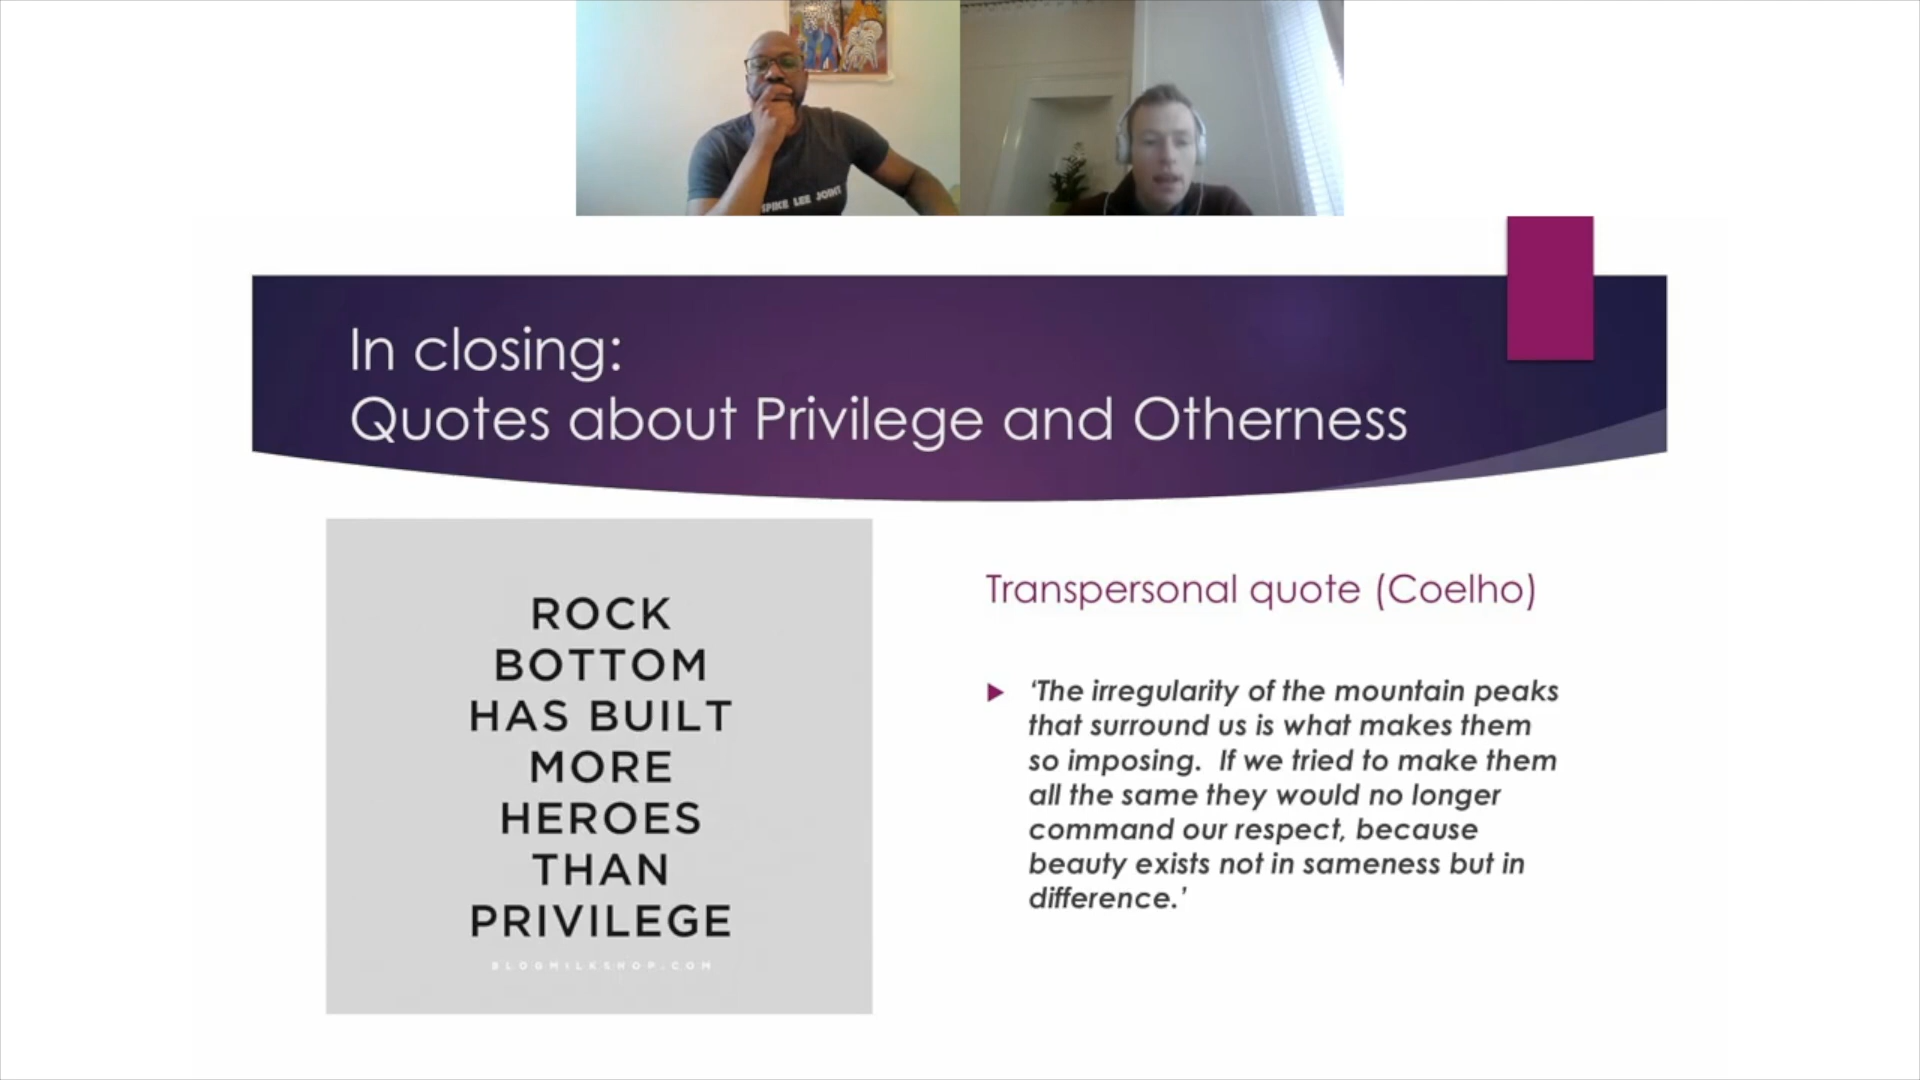 SPIKE LEE JOINT
In closing:
Quotes about Privilege and Otherness
ROCK
BOTTOM
HAS BUILT
MORE
HEROES
THAN
PRIVILEGE
BLOGMILKSHOP.COM
Transpersonal quote (Coelho)
‘The irregularity of the mountain peaks
that surround us is what makes them
so imposing.  If we tried to make them
all the same they would no longer
command our respect, because
beauty exists not in sameness but in
difference.’